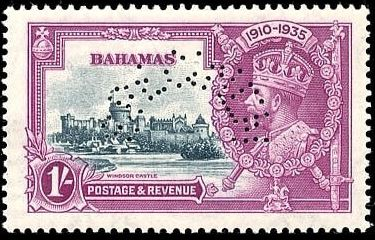 1910-1935
BAHAMAS
WINDSOR CASTLE
1/-
POSTAGE & REVENUE